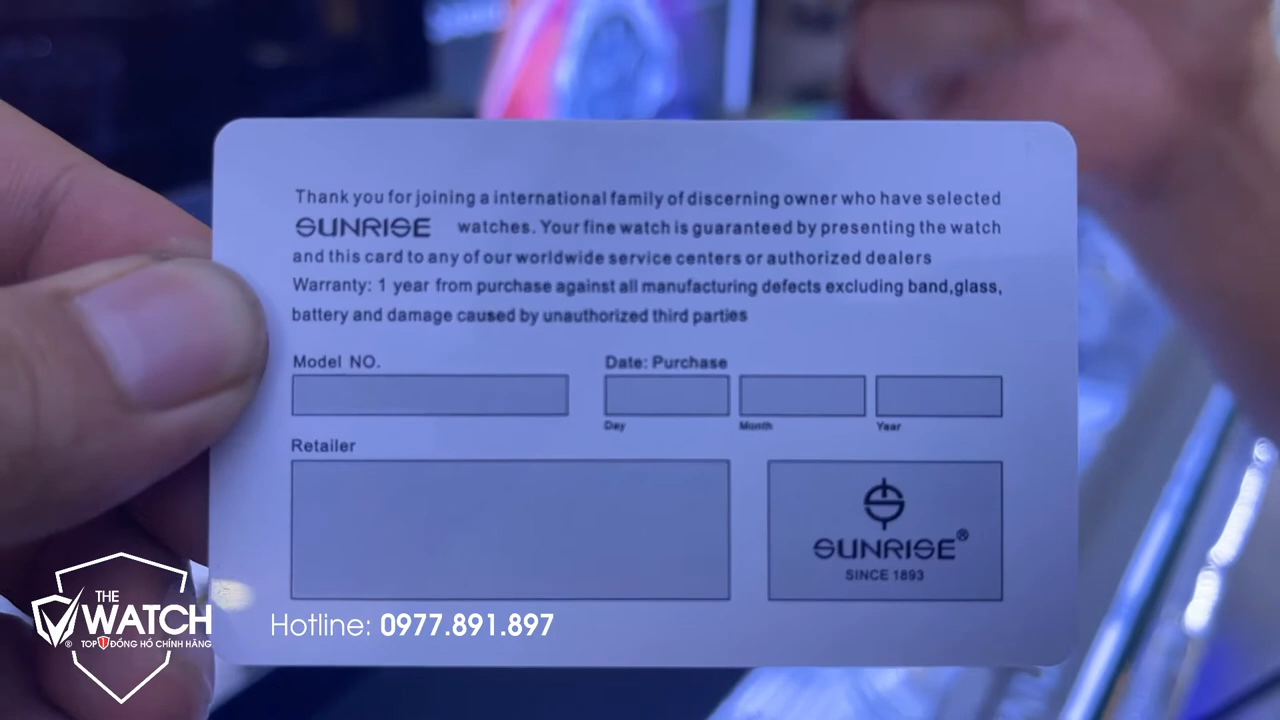 Thank you for joining a international family of discerning owner who have selected
SUNRISE watches. Your fine watch is guaranteed by presenting the watch
and this card to any of our worldwide service centers or authorized dealers
Warranty: 1 year from purchase against all manufacturing defects excluding band,glass,
battery and damage caused by unauthorized third parties
Model NO.
Date: Purchase
Day Month Year
Retailer
SUNRISE®
SINCE 1893
THE
WATCH®
TOP 1 ĐỒNG HỒ CHÍNH HÃNG
Hotline: 0977.891.897